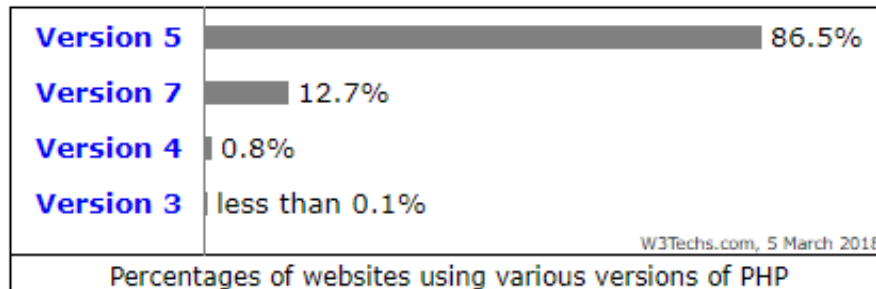 Version 5 86.5%
Version 7 12.7%
Version 4 0.8%
Version 3 less than 0.1%
W3Techs.com, 5 March 2018
Percentages of websites using various versions of PHP